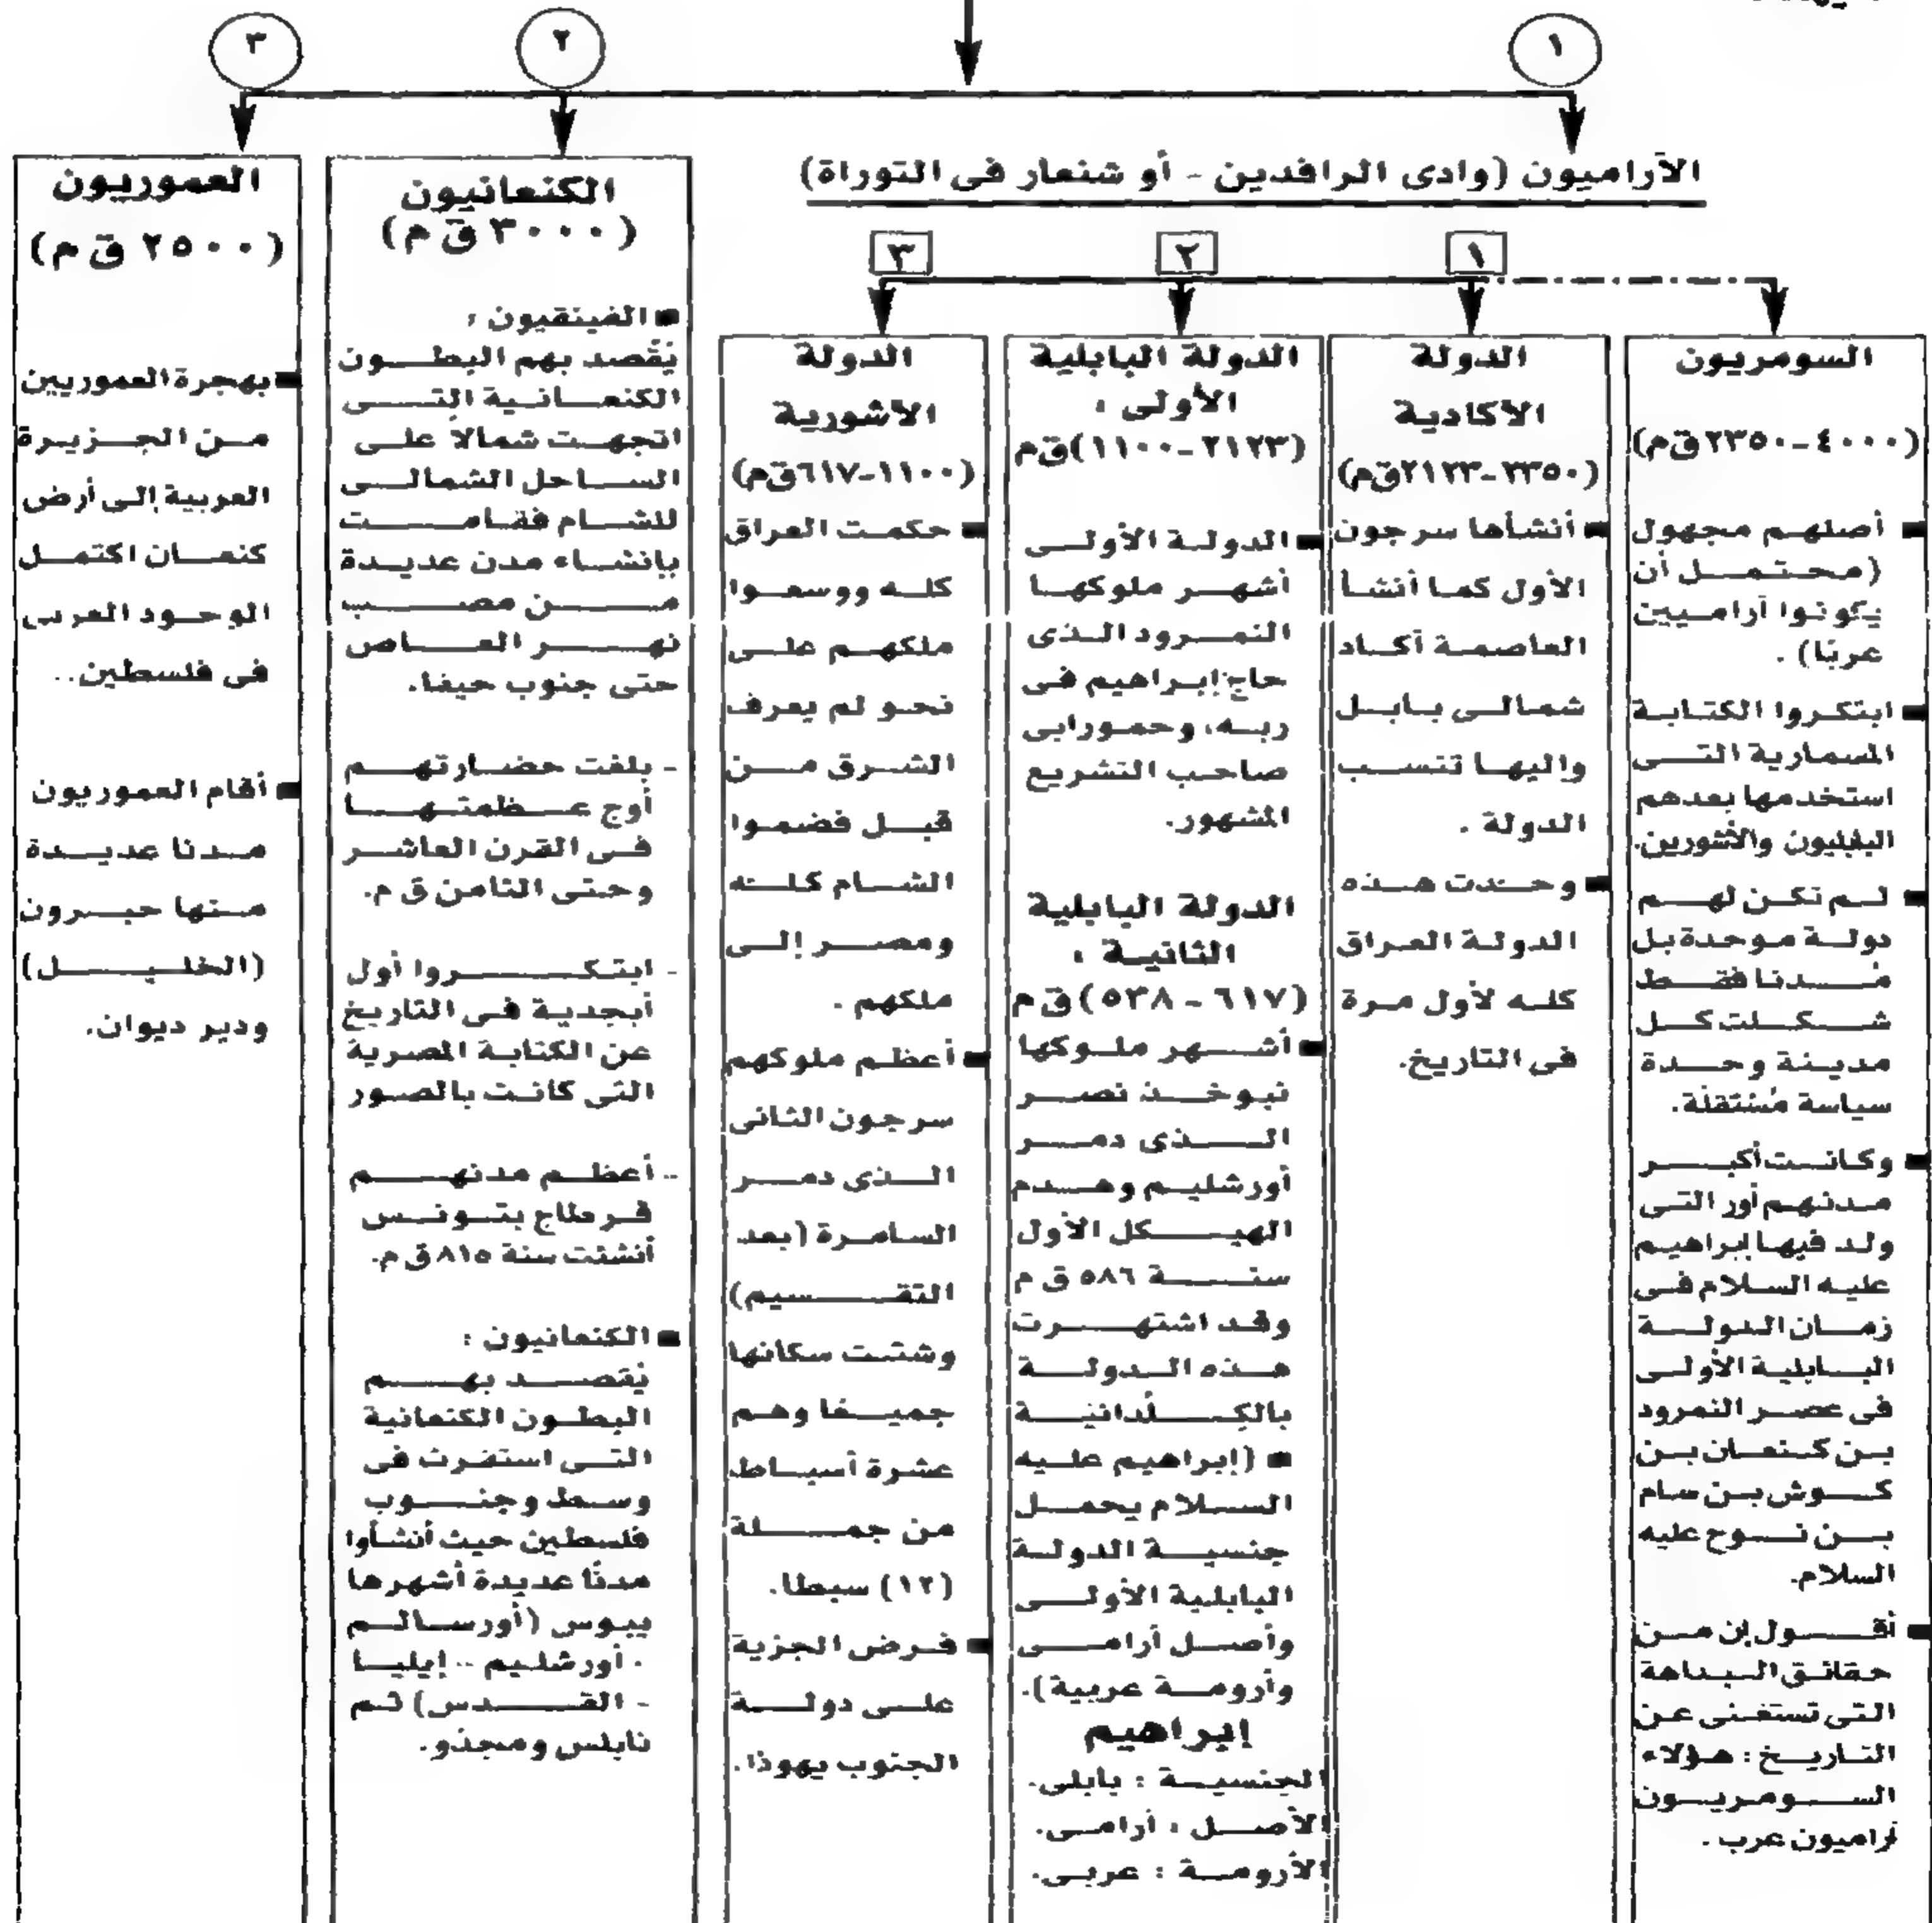 ١
٢
٣
الآراميون (وادى الرافدين - أو شنعار فى التوراة)
١
٢
٣
السومريون
(٤٠٠٠-٢٣٥٠ق م)
أصلهم مجهول
(محتمل أن
يكونوا آراميين
عربًا).
ابتكروا الكتابة
المسمارية التى
استخدمها بعدهم
البابليون والآشوريين.
لم تكن لهم
دولة موحدة بل
مُدنا فقط
شكلت كل
مدينة وحدة
سياسة مُستقلة.
وكانت أكبر
مدنهم أور التى
ولد فيها إبراهيم
عليه السلام فى
زمان الدولة
البابلية الأولى
فى عصر النمرود
بن كنعان بن
كوش بن سام
بن نوح عليه
السلام.
أقول إن من
حقائق البداهة
التى تستغنى عن
التاريخ : هؤلاء
السومريون
آراميون عرب.
الدولة
الأكادية
(٢٣٥٠-٢١٢٣ق م)
أنشأها سرجون
الأول كما أنشأ
العاصمة أكاد
شمالى بابل
واليها تنسب
الدولة .
وحدت هذه
الدولة العراق
كله لأول مرة
فى التاريخ.
الدولة البابلية
الأولى :
(٢١٢٣-١١٠٠)ق م
الدولة الأولى
أشهر ملوكها
النمرود الذى
حاج إبراهيم فى
ربه، وحمورابى
صاحب التشريع
المشهور.
الدولة البابلية
الثانية :
(٦١٧ - ٥٣٨) ق م
أشهر ملوكها
نبوخذ نصر
الذى دمر
أورشليم وهدم
الهيكل الأول
سنة ٥٨٦ ق م
وقد اشتهرت
هذه الدولة
بالكِلْدانية
(إبراهيم عليه
السلام يحمل
جنسية الدولة
البابلية الأولى
وأصل أرامى
وأرومة عربية).
إبراهيم
الجنسية : بابلى.
الأصل : أرامى.
الأرومة : عربى.
الدولة
الآشورية
(١١٠٠-٦١٧ق م)
حكمت العراق
كله ووسعوا
ملكهم على
نحو لم يعرف
الشرق من
قبل فضموا
الشام كله
ومصر إلى
ملكهم .
أعظم ملوكهم
سرجون الثانى
الذى دمر
السامرة (بعد
التقسيم)
وشتت سكانها
جميعًا وهم
عشرة أسباط
من جملة
(١٢) سبطا.
فرض الجزية
على دولة
الجنوب يهوذا.
الكنعانيون
(٣٠٠٠ ق م)
الفينقيون :
يُقصد بهم البطون
الكنعانية التى
اتجهت شمالاً على
الساحل الشمالى
للشام فقامت
بإنشاء مدن عديدة
من مصب
نهر العاص
حتى جنوب حيفا.
- بلغت حضارتهم
أوج عظمتها
فى القرن العاشر
وحتى الثامن ق م.
- ابتكروا أول
أبجدية فى التاريخ
عن الكتابة المصرية
التى كانت بالصور
- أعظم مدنهم
قرطاج بتونس
أنشئت سنة ٨١٥ق م.
الكنعانيون :
يُقصد بهم
البطون الكنعانية
التى استقرت فى
وسط وجنوب
فلسطين حيث أنشأوا
مدنًا عديدة أشهرها
يبوس (أورسالم
- أورشليم - إيليا
- القدس) ثم
نابلس ومجدو.
العموريون
(٢٥٠٠ ق م)
بهجرة العموريين
من الجزيرة
العربية إلى أرض
كنعان اكتمل
الوجود العربى
فى فلسطين..
أقام العموريون
مدنا عديدة
منها حبرون
(الخليل)
ودير ديوان.